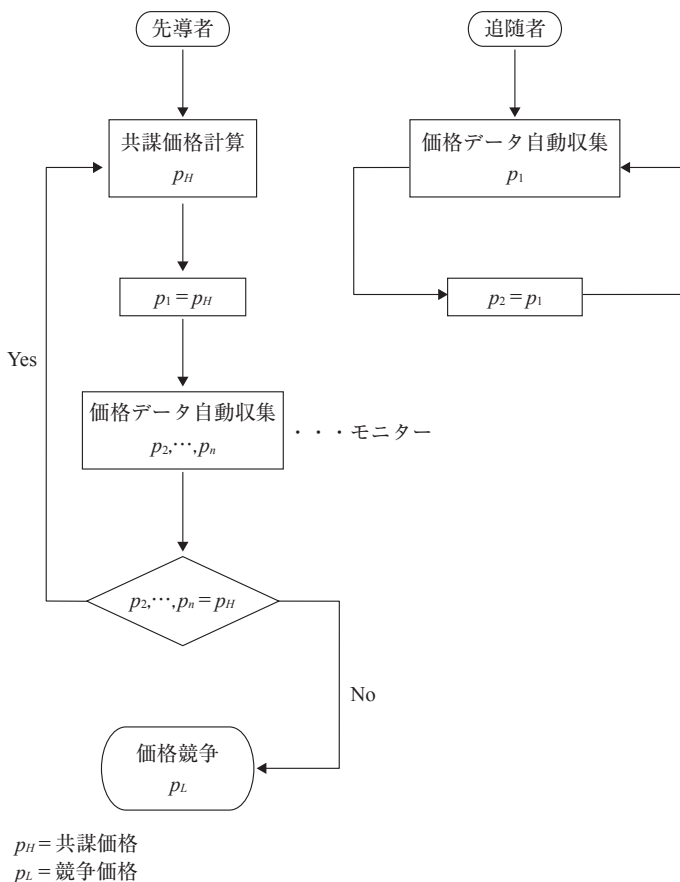 先導者
共謀価格計算
pH
p1 = pH
Yes
価格データ自動収集
p2,…,pn
・・・モニター
p2,…,pn = pH
No
価格競争
pL
追随者
価格データ自動収集
p1
p2 = p1
pH = 共謀価格
pL = 競争価格